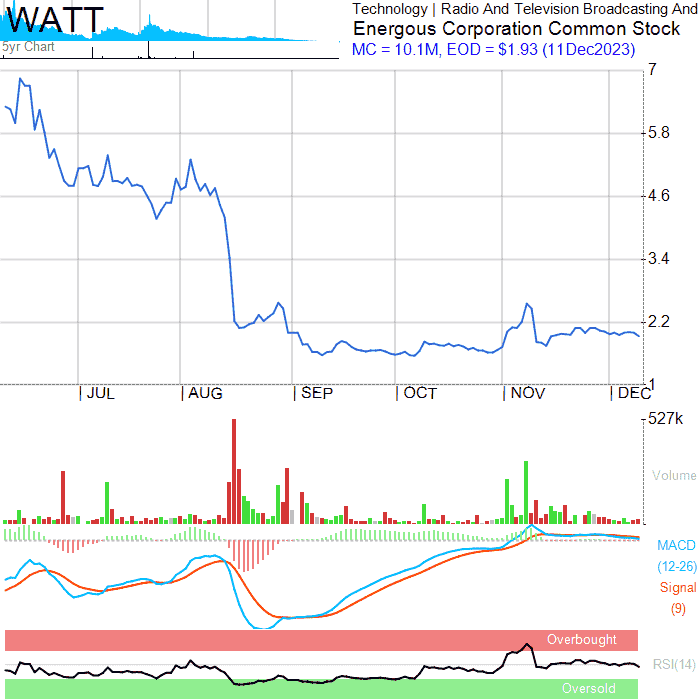 WATT
5yr Chart
Technology | Radio And Television Broadcasting And
Energous Corporation Common Stock
MC = 10.1M, EOD = $1.93 (11Dec2023)
7
5.8
4.6
3.4
2.2
1
| JUL | AUG | SEP | OCT | NOV | DEC
527k
Volume
MACD
(12-26)
Signal
(9)
Overbought
RSI(14)
Oversold